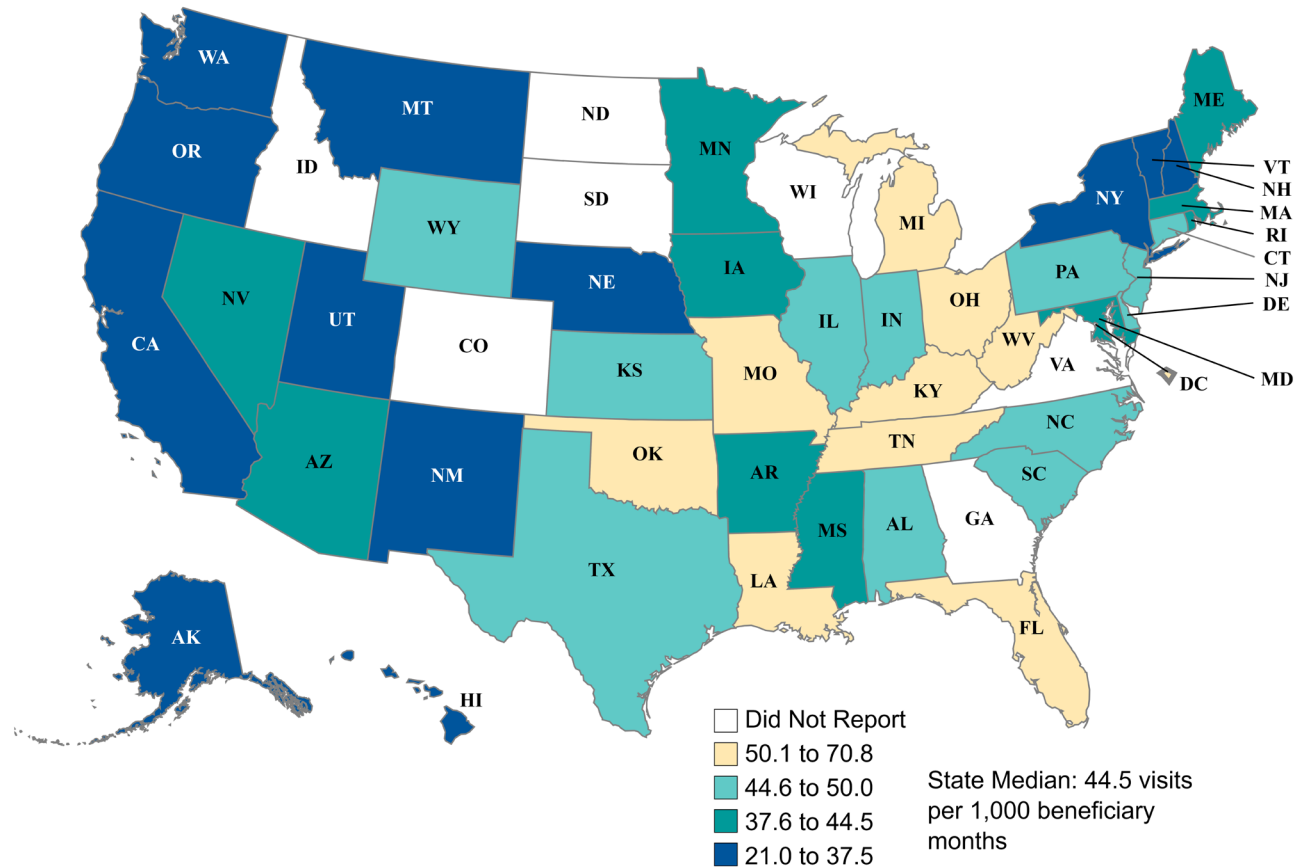 WA
MT
ND
MN
ME
OR
ID
SD
WI
VT
NH
NY
MA
MI
RI
WY
CT
IA
PA
NJ
NE
NV
OH
DE
UT
IL
IN
CA
CO
WV
KS
MO
VA
MD
DC
KY
NC
TN
OK
AZ
NM
AR
SC
GA
AL
MS
TX
LA
FL
AK
HI
Did Not Report
50.1 to 70.8
44.6 to 50.0
37.6 to 44.5
21.0 to 37.5
State Median: 44.5 visits
per 1,000 beneficiary
months